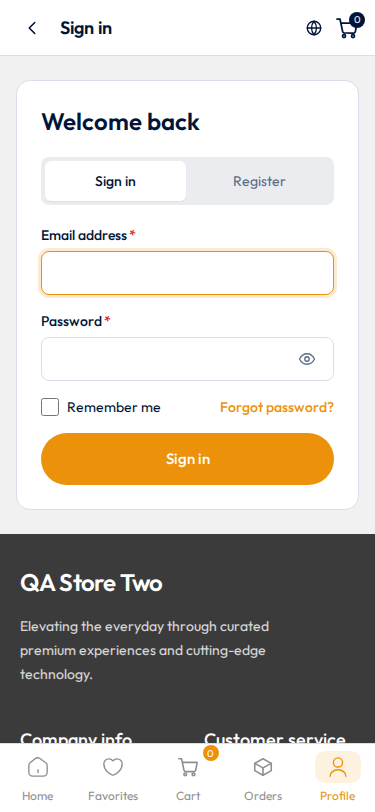 Sign in
0
Welcome back
Sign in
Register
Email address *
Password *
Remember me
Forgot password?
Sign in
QA Store Two
Elevating the everyday through curated
premium experiences and cutting-edge
technology.
Company info
Customer service
0
Home
Favorites
Cart
Orders
Profile